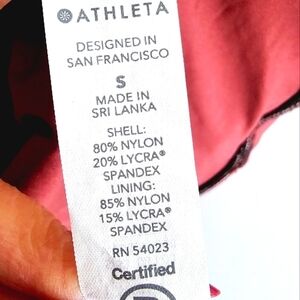 ATHLETA
DESIGNED IN
SAN FRANCISCO
S
MADE IN
SRI LANKA
SHELL:
80% NYLON
20% LYCRA®
SPANDEX
LINING:
85% NYLON
15% LYCRA®
SPANDEX
RN 54023
Certified